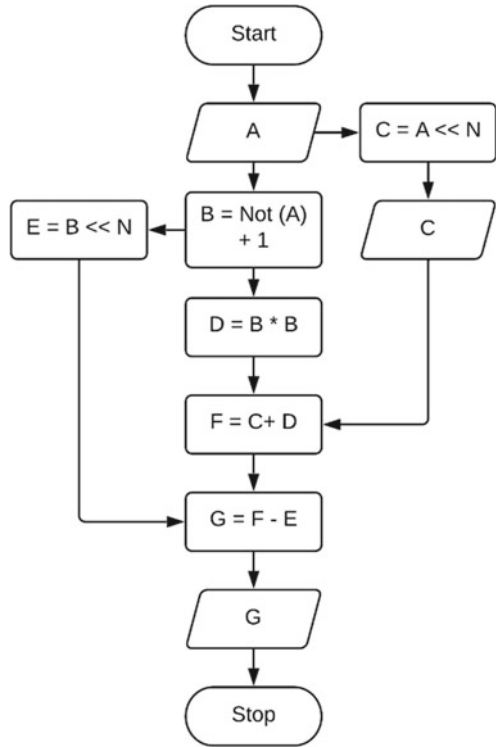 Start
A
C = A << N
B = Not (A)
+ 1
E = B << N
C
D = B * B
F = C+ D
G = F - E
G
Stop